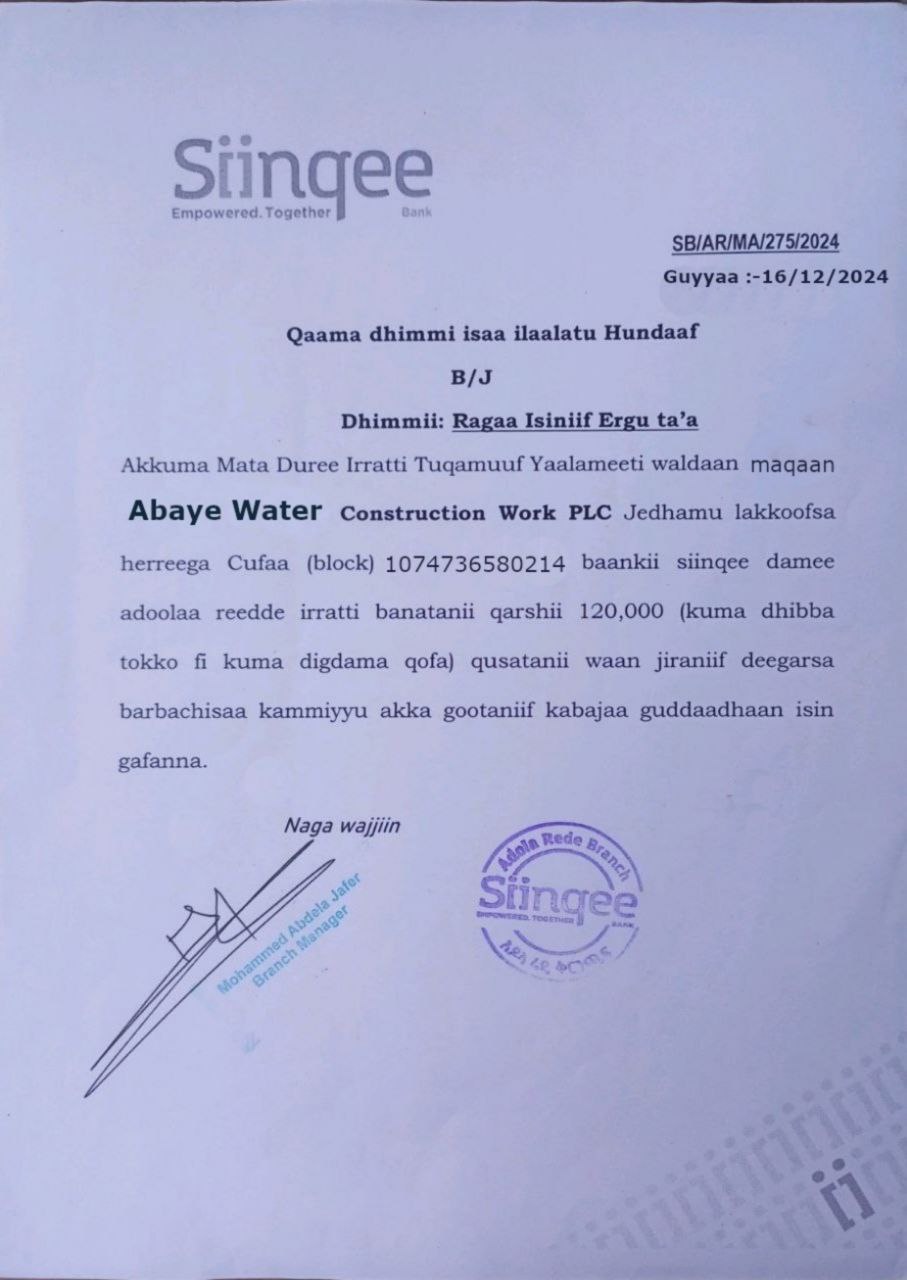 Siinqee
Empowered. Together Bank
SB/AR/MA/275/2024
Guyyaa :-16/12/2024
Qaama dhimmi isaa ilaalatu Hundaaf
B/J
Dhimmii: Ragaa Isiniif Ergu ta’a
Akkuma Mata Duree Irratti Tuqamuuf Yaalameeti waldaan maqaan
Abaye Water Construction Work PLC Jedhamu lakkoofsa
herreega Cufaa (block) 1074736580214 baankii siinqee damee
adoolaa reedde irratti banatanii qarshii 120,000 (kuma dhibba
tokko fi kuma digdama qofa) qusatanii waan jiraniif deegarsa
barbachisaa kammiyyu akka gootaniif kabajaa guddaadhaan isin
gafanna.
Naga wajjiin
Mohammed Abdela Jafer
Branch Manager
Adola Rede Branch
Siinqee
EMPOWERED. TOGETHER BANK